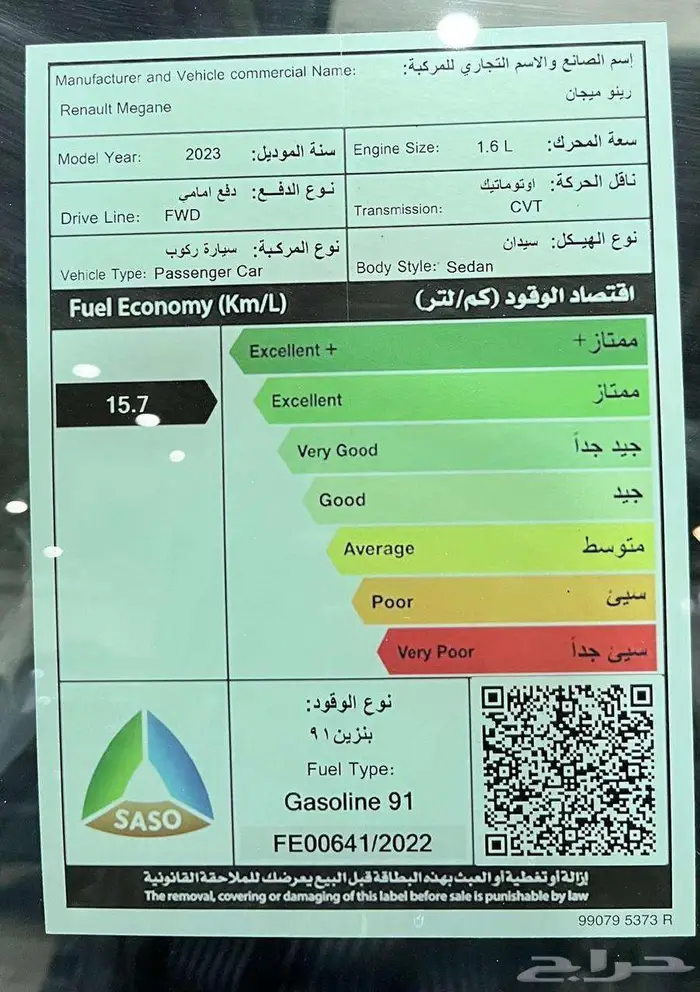 Manufacturer and Vehicle commercial Name: إسم الصانع والاسم التجاري للمركبة:
Renault Megane رينو ميجان
Model Year: 2023 سنة الموديل:
Engine Size: 1.6 L سعة المحرك:
نوع الدفـع: دفع امامي
Drive Line: FWD
ناقل الحركة: اوتوماتيك
Transmission: CVT
نوع المركبة: سيارة ركوب
Vehicle Type: Passenger Car
نوع الهيكل: سيدان
Body Style: Sedan
Fuel Economy (Km/L) اقتصاد الوقود (كم/لتر)
Excellent + ممتاز+
15.7
Excellent ممتاز
Very Good جيد جداً
Good جيد
Average متوسط
Poor سيئ
Very Poor سيئ جداً
نوع الوقود:
بنزين ٩١
Fuel Type:
Gasoline 91
FE00641/2022
SASO
إزالة أو تغطية أو العبث بهذه البطاقة قبل البيع يعرضك للملاحقة القانونية
The removal, covering or damaging of this label before sale is punishable by law
99079 5373 R
حراج